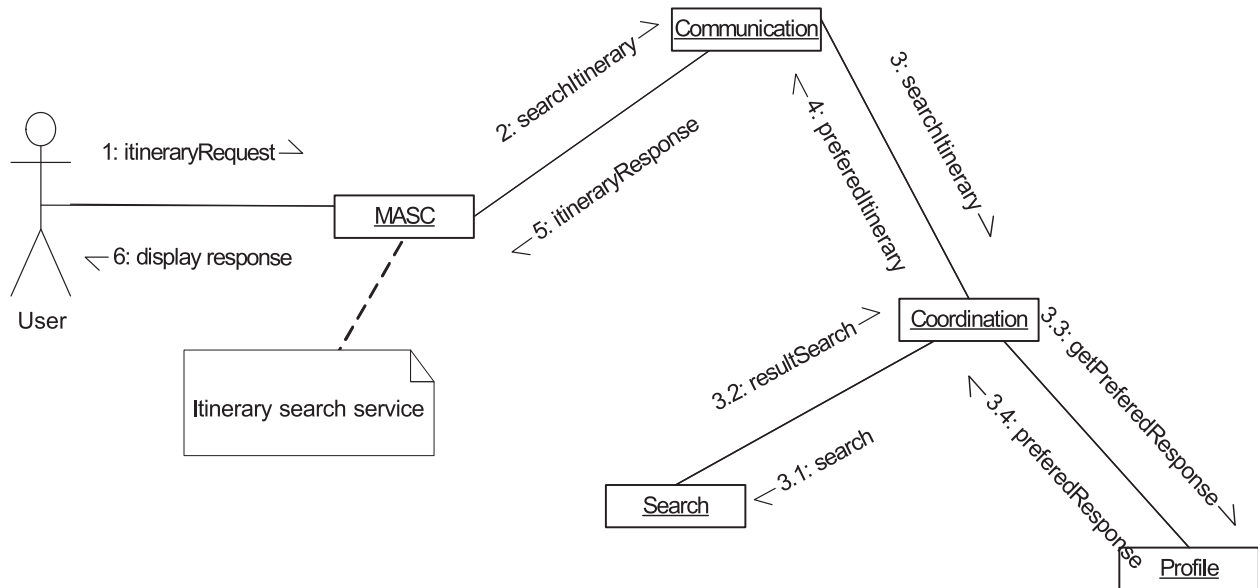 Communication
2: searchItinerary
3: searchItinerary
4: preferedItinerary
1: itineraryRequest
MASC
5: itineraryResponse
6: display response
User
Itinerary search service
Coordination
3.2: resultSearch
3.3: getPreferedResponse
3.4: preferedResponse
3.1: search
Search
Profile